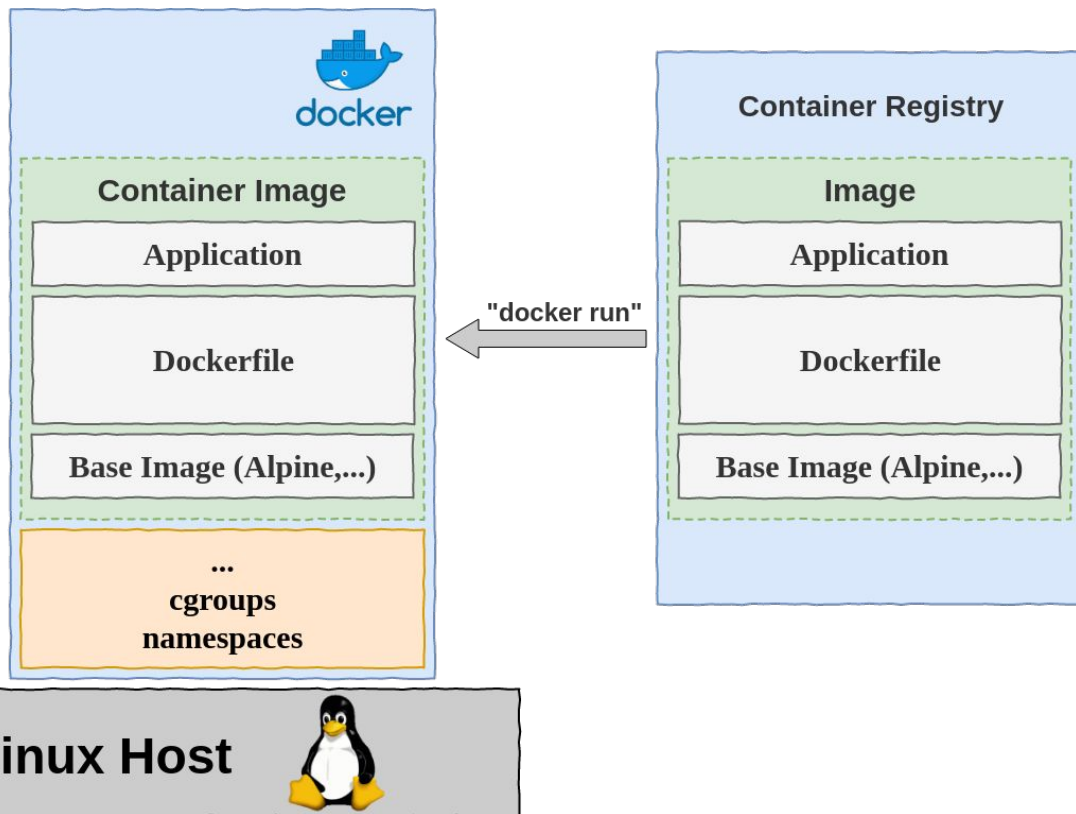 docker
Container Image
Application
Dockerfile
Base Image (Alpine,...)
...
cgroups
namespaces
inux Host
"docker run"
Container Registry
Image
Application
Dockerfile
Base Image (Alpine,...)